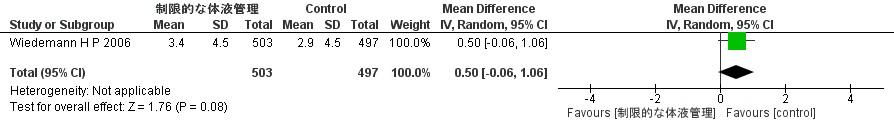 制限的な体液管理 Control Mean Difference Mean Difference
Study or Subgroup Mean SD Total Mean SD Total Weight IV, Random, 95% CI IV, Random, 95% CI
Wiedemann H P 2006 3.4 4.5 503 2.9 4.5 497 100.0% 0.50 [-0.06, 1.06]
Total (95% CI) 503 497 100.0% 0.50 [-0.06, 1.06]
Heterogeneity: Not applicable
Test for overall effect: Z = 1.76 (P = 0.08)
-4 -2 0 2 4
Favours [制限的な体液管理] Favours [control]